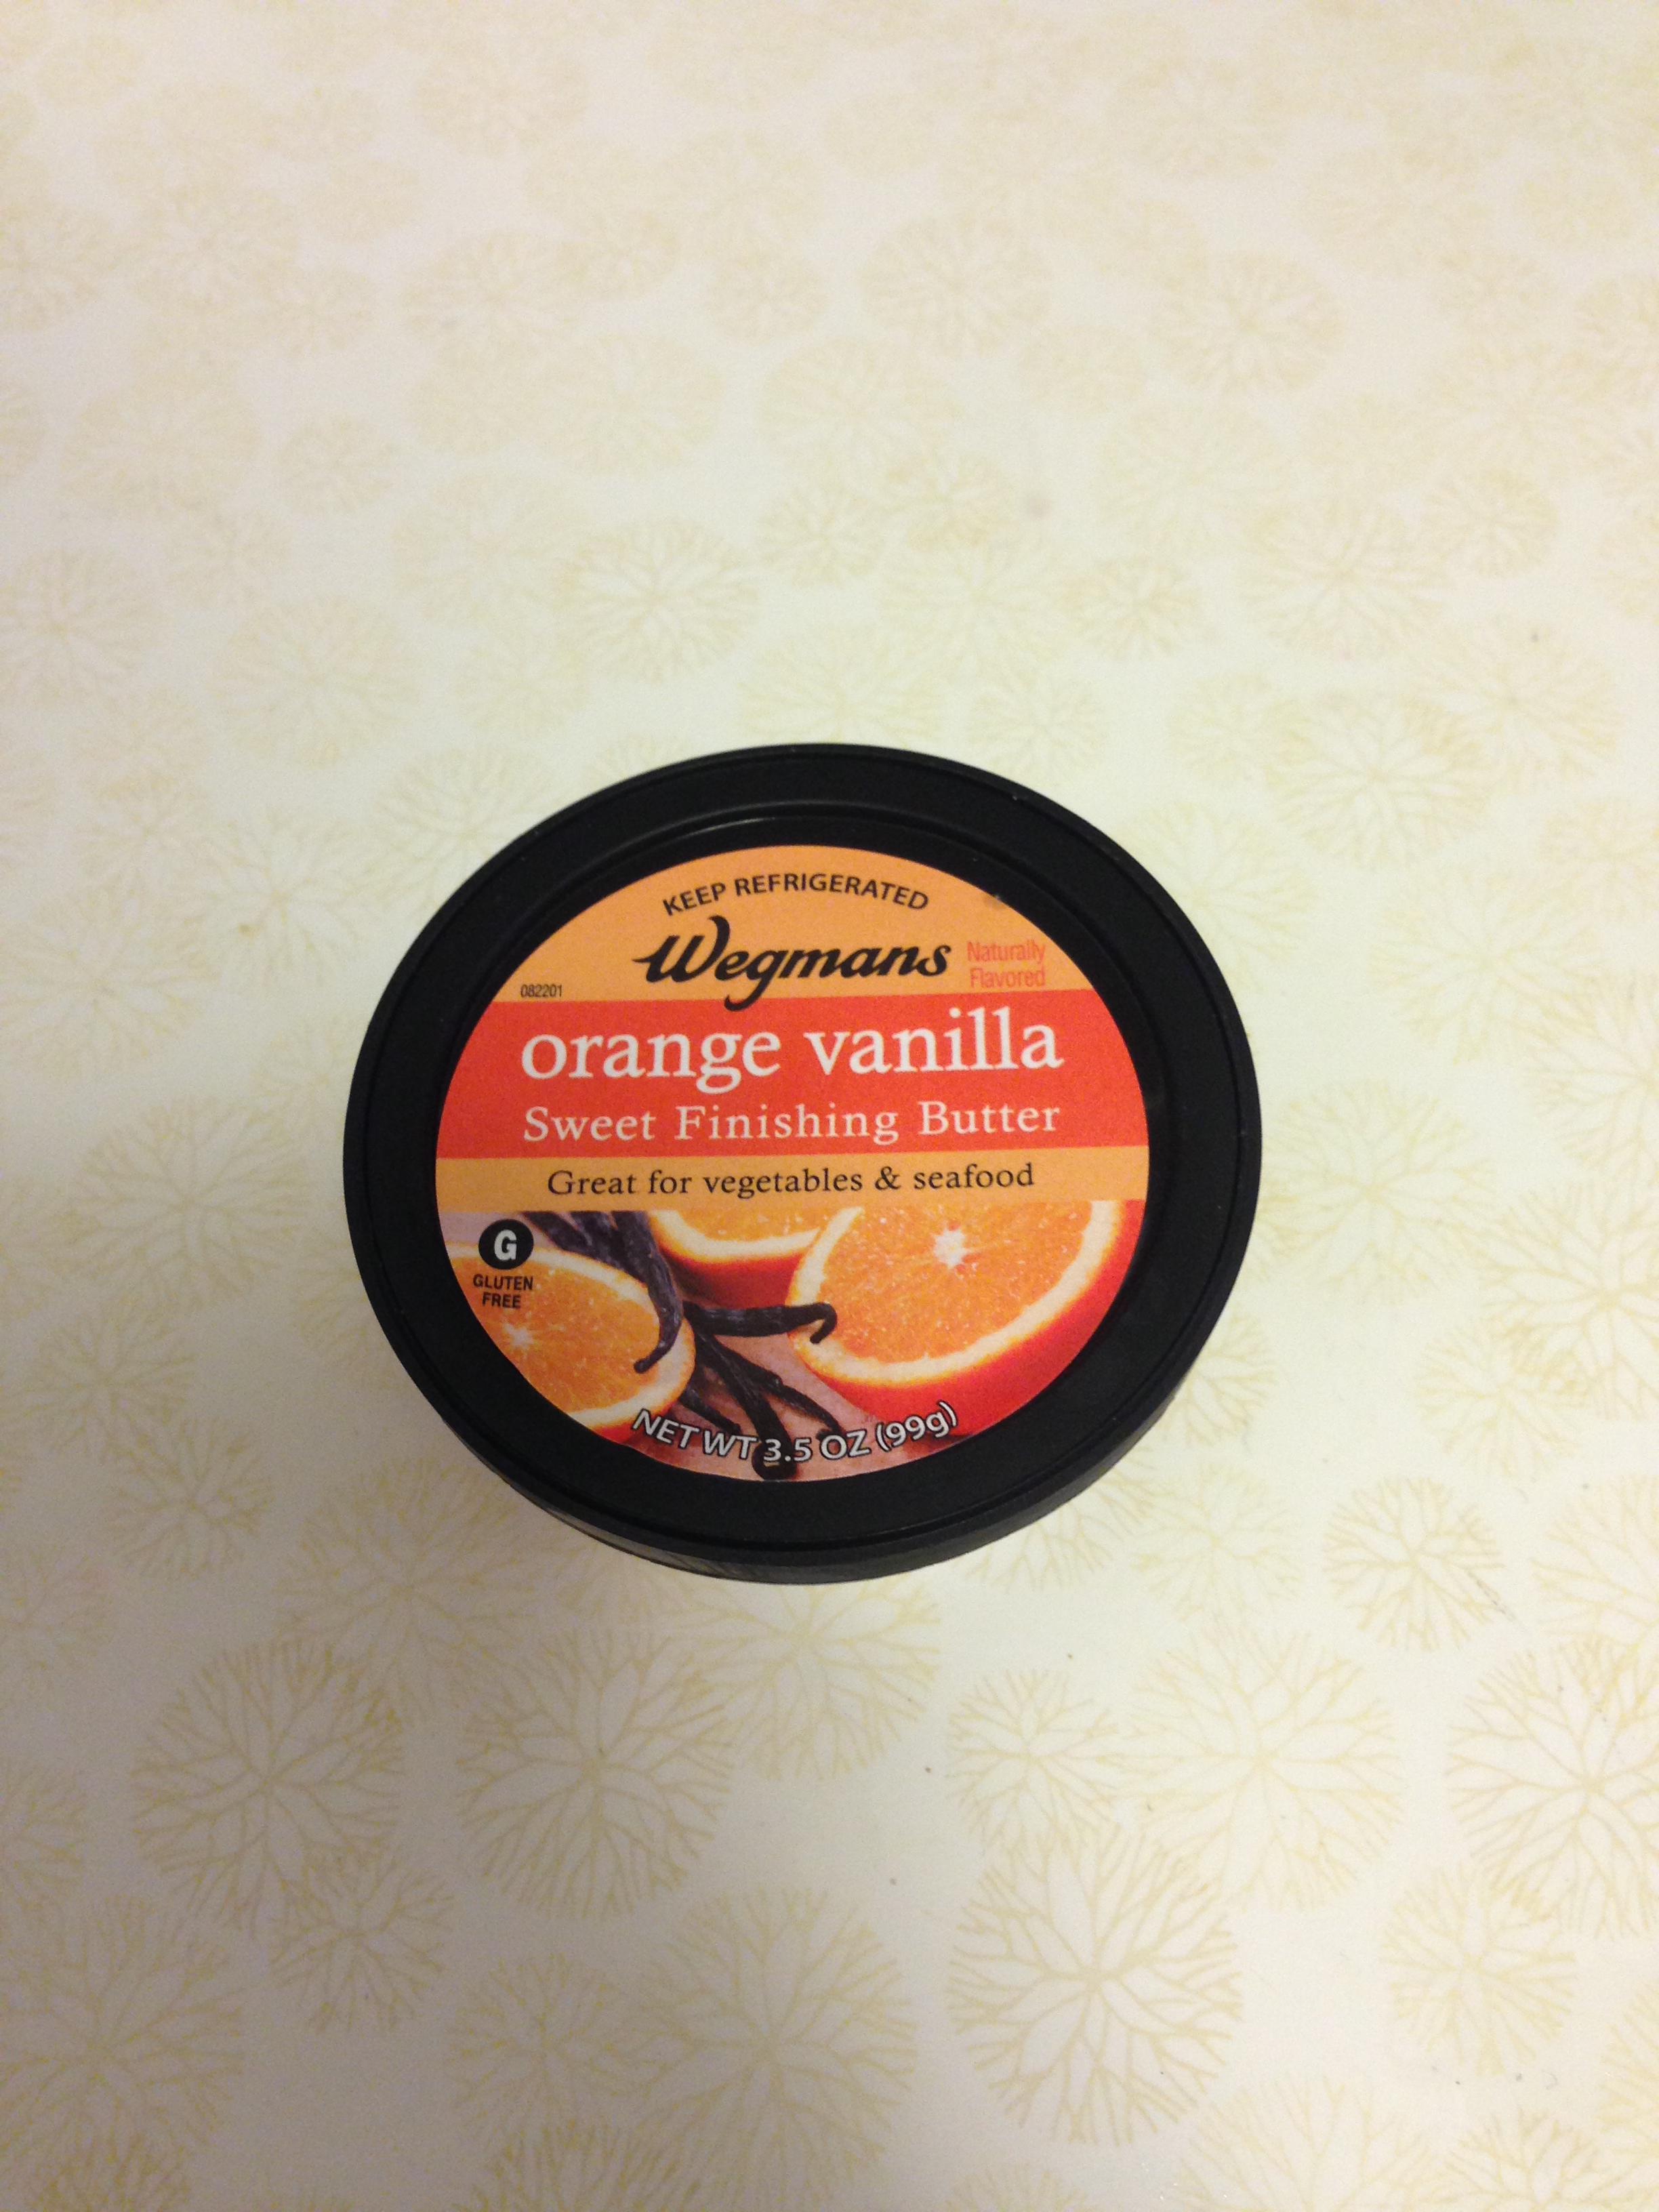 KEEP REFRIGERATED
Wegmans
Naturally
Flavored
082201
orange vanilla
Sweet Finishing Butter
Great for vegetables & seafood
G
GLUTEN
FREE
NET WT 3.5 OZ (99g)